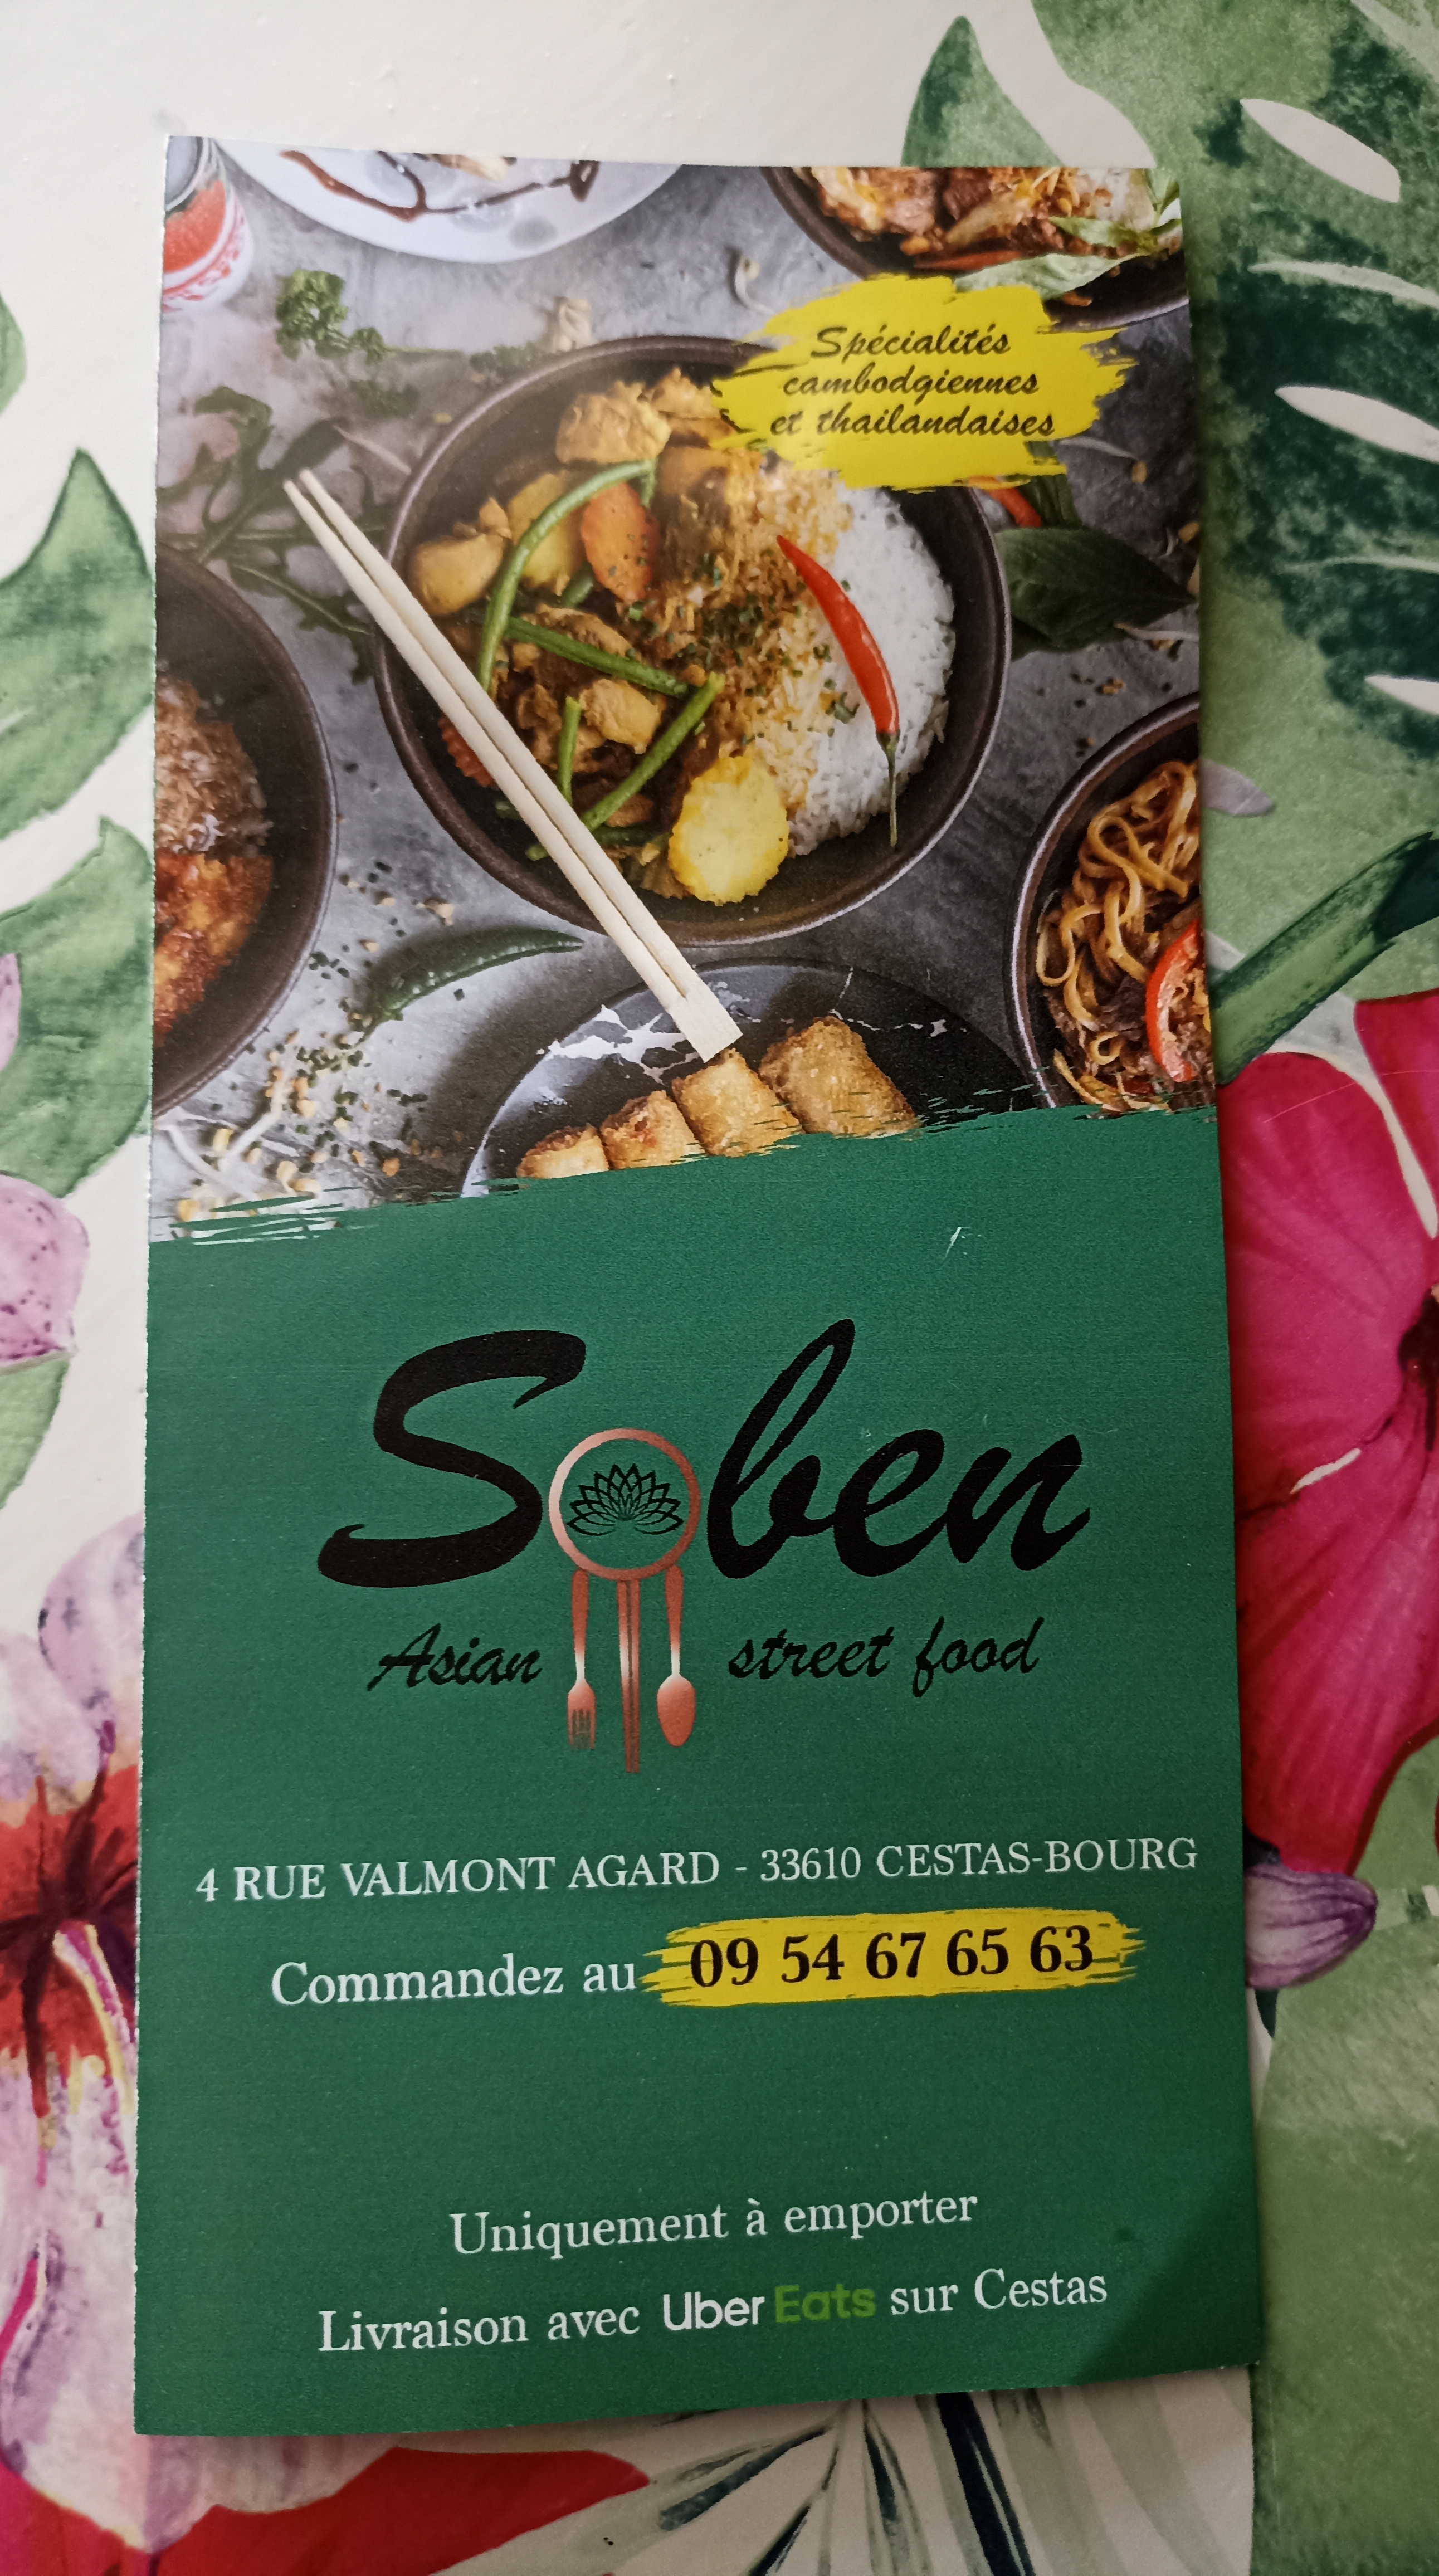 Spécialités
cambodgiennes
et thailandaises
Soben
Asian street food
4 RUE VALMONT AGARD - 33610 CESTAS-BOURG
Commandez au 09 54 67 65 63
Uniquement à emporter
Livraison avec Uber Eats sur Cestas